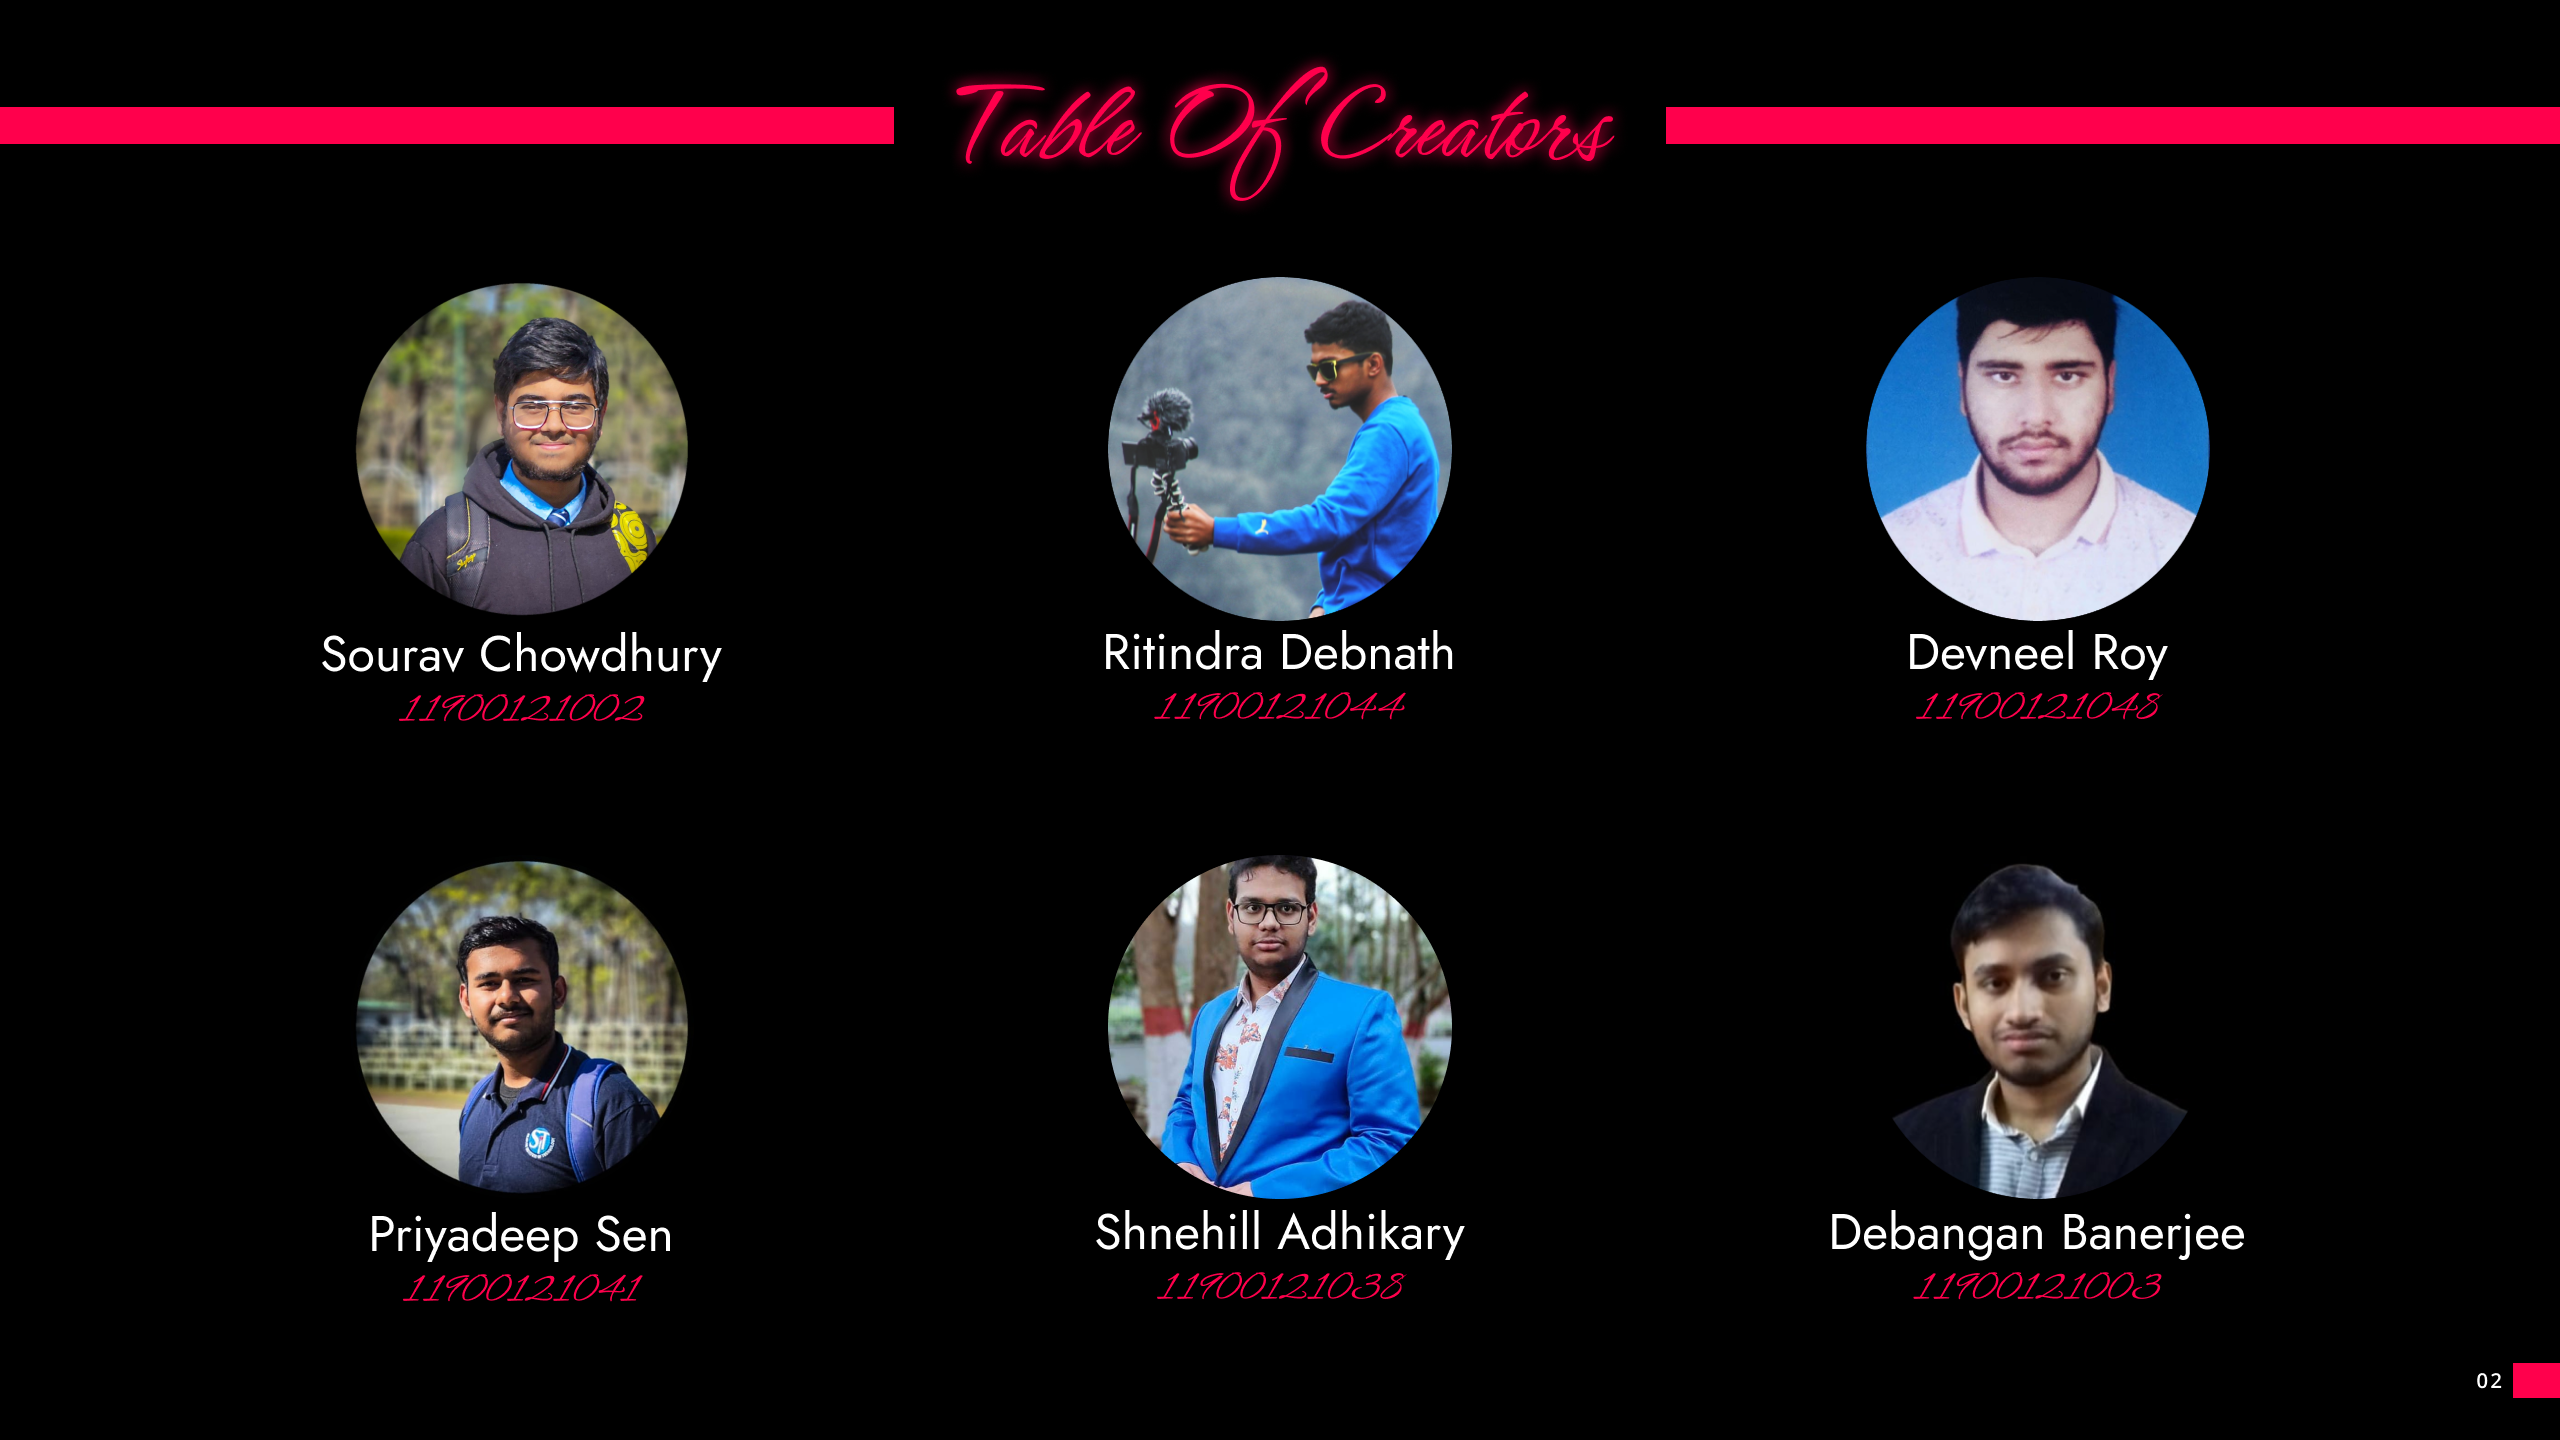 Table Of Creators
Sourav Chowdhury
11900121002
Ritindra Debnath
11900121044
Devneel Roy
11900121048
Priyadeep Sen
11900121041
Shnehill Adhikary
11900121038
Debangan Banerjee
11900121003
02